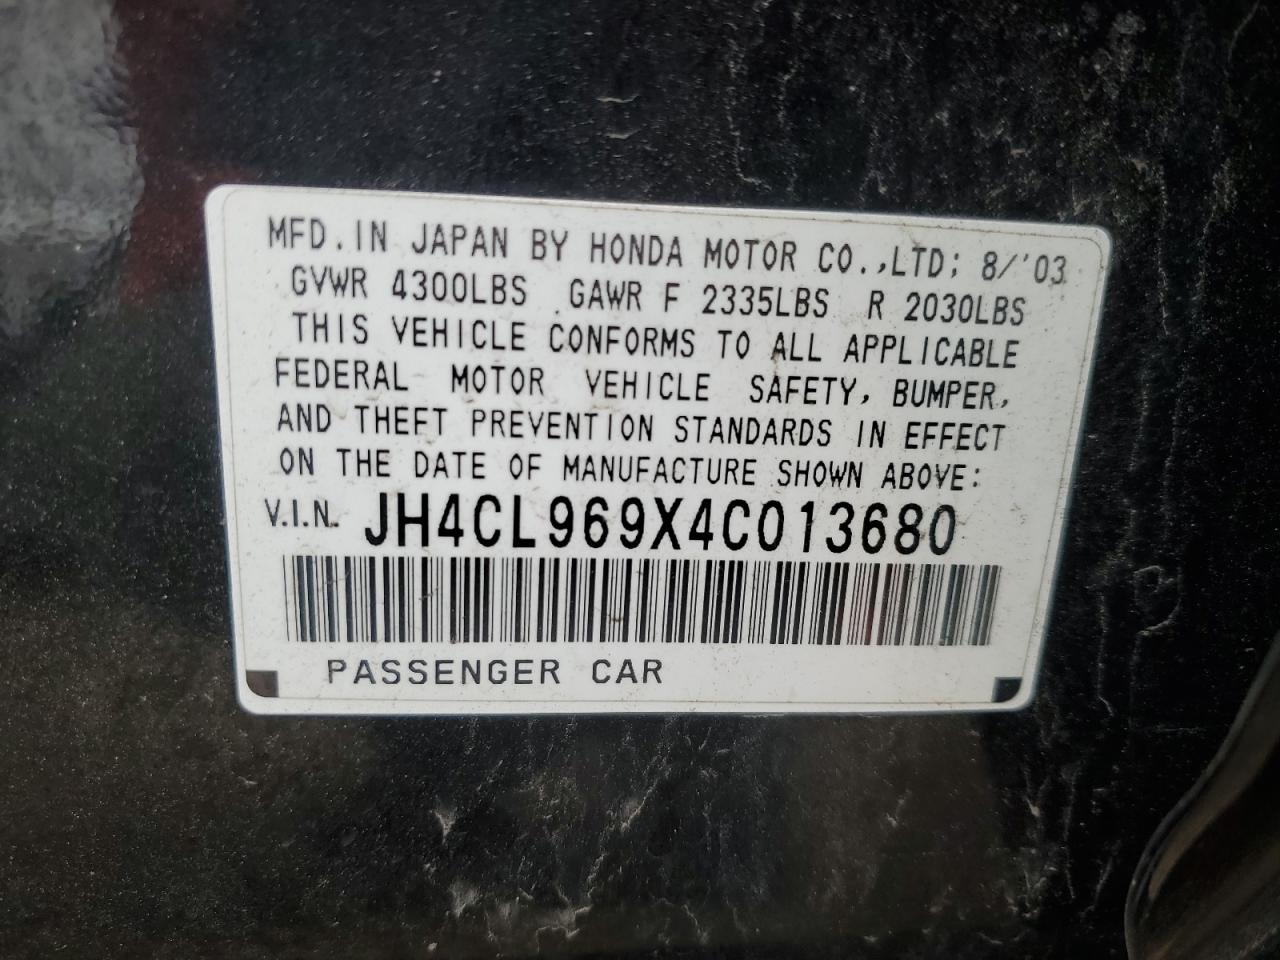 MFD. IN JAPAN BY HONDA MOTOR CO.,LTD; 8/'03
GVWR 4300LBS GAWR F 2335LBS R 2030LBS
THIS VEHICLE CONFORMS TO ALL APPLICABLE
FEDERAL MOTOR VEHICLE SAFETY, BUMPER,
AND THEFT PREVENTION STANDARDS IN EFFECT
ON THE DATE OF MANUFACTURE SHOWN ABOVE:
V.I.N. JH4CL969X4C013680
PASSENGER CAR